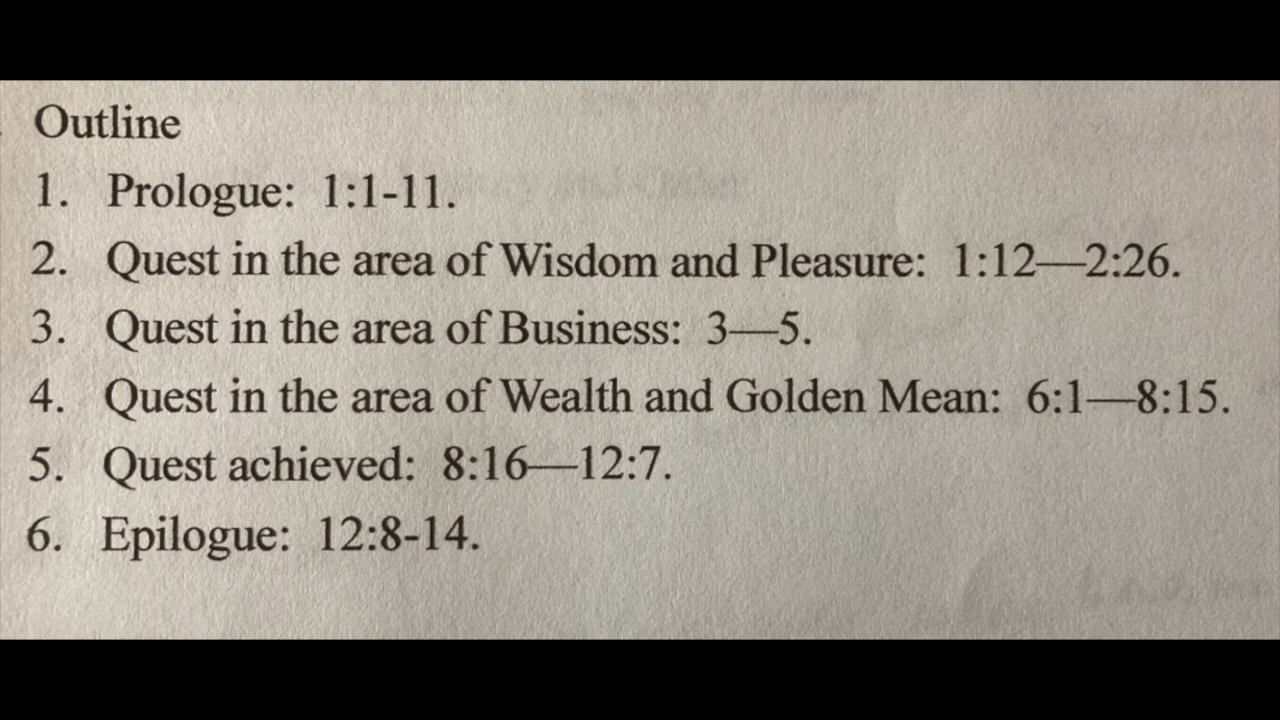 Outline
1. Prologue: 1:1-11.
2. Quest in the area of Wisdom and Pleasure: 1:12—2:26.
3. Quest in the area of Business: 3—5.
4. Quest in the area of Wealth and Golden Mean: 6:1—8:15.
5. Quest achieved: 8:16—12:7.
6. Epilogue: 12:8-14.